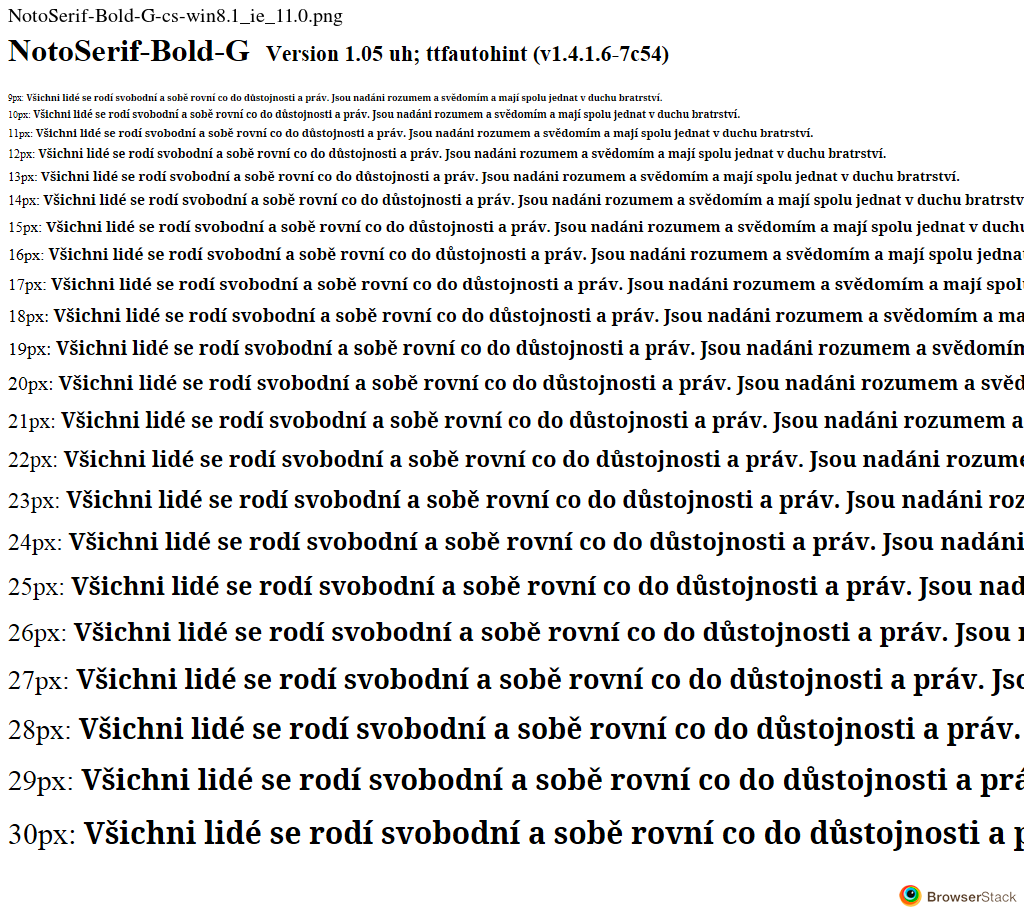 NotoSerif-Bold-G-cs-win8.1_ie_11.0.png
NotoSerif-Bold-G Version 1.05 uh; ttfautohint (v1.4.1.6-7c54)
9px: Všichni lidé se rodí svobodní a sobě rovní co do důstojnosti a práv. Jsou nadáni rozumem a svědomím a mají spolu jednat v duchu bratrství.
10px: Všichni lidé se rodí svobodní a sobě rovní co do důstojnosti a práv. Jsou nadáni rozumem a svědomím a mají spolu jednat v duchu bratrství.
11px: Všichni lidé se rodí svobodní a sobě rovní co do důstojnosti a práv. Jsou nadáni rozumem a svědomím a mají spolu jednat v duchu bratrství.
12px: Všichni lidé se rodí svobodní a sobě rovní co do důstojnosti a práv. Jsou nadáni rozumem a svědomím a mají spolu jednat v duchu bratrství.
13px: Všichni lidé se rodí svobodní a sobě rovní co do důstojnosti a práv. Jsou nadáni rozumem a svědomím a mají spolu jednat v duchu bratrství.
14px: Všichni lidé se rodí svobodní a sobě rovní co do důstojnosti a práv. Jsou nadáni rozumem a svědomím a mají spolu jednat v duchu bratrstv
15px: Všichni lidé se rodí svobodní a sobě rovní co do důstojnosti a práv. Jsou nadáni rozumem a svědomím a mají spolu jednat v duchu
16px: Všichni lidé se rodí svobodní a sobě rovní co do důstojnosti a práv. Jsou nadáni rozumem a svědomím a mají spolu jedna
17px: Všichni lidé se rodí svobodní a sobě rovní co do důstojnosti a práv. Jsou nadáni rozumem a svědomím a mají spol
18px: Všichni lidé se rodí svobodní a sobě rovní co do důstojnosti a práv. Jsou nadáni rozumem a svědomím a ma
19px: Všichni lidé se rodí svobodní a sobě rovní co do důstojnosti a práv. Jsou nadáni rozumem a svědomím
20px: Všichni lidé se rodí svobodní a sobě rovní co do důstojnosti a práv. Jsou nadáni rozumem a svěd
21px: Všichni lidé se rodí svobodní a sobě rovní co do důstojnosti a práv. Jsou nadáni rozumem a
22px: Všichni lidé se rodí svobodní a sobě rovní co do důstojnosti a práv. Jsou nadáni rozume
23px: Všichni lidé se rodí svobodní a sobě rovní co do důstojnosti a práv. Jsou nadáni roz
24px: Všichni lidé se rodí svobodní a sobě rovní co do důstojnosti a práv. Jsou nadáni
25px: Všichni lidé se rodí svobodní a sobě rovní co do důstojnosti a práv. Jsou nad
26px: Všichni lidé se rodí svobodní a sobě rovní co do důstojnosti a práv. Jsou
27px: Všichni lidé se rodí svobodní a sobě rovní co do důstojnosti a práv. Jso
28px: Všichni lidé se rodí svobodní a sobě rovní co do důstojnosti a práv.
29px: Všichni lidé se rodí svobodní a sobě rovní co do důstojnosti a prá
30px: Všichni lidé se rodí svobodní a sobě rovní co do důstojnosti a p
BrowserStack